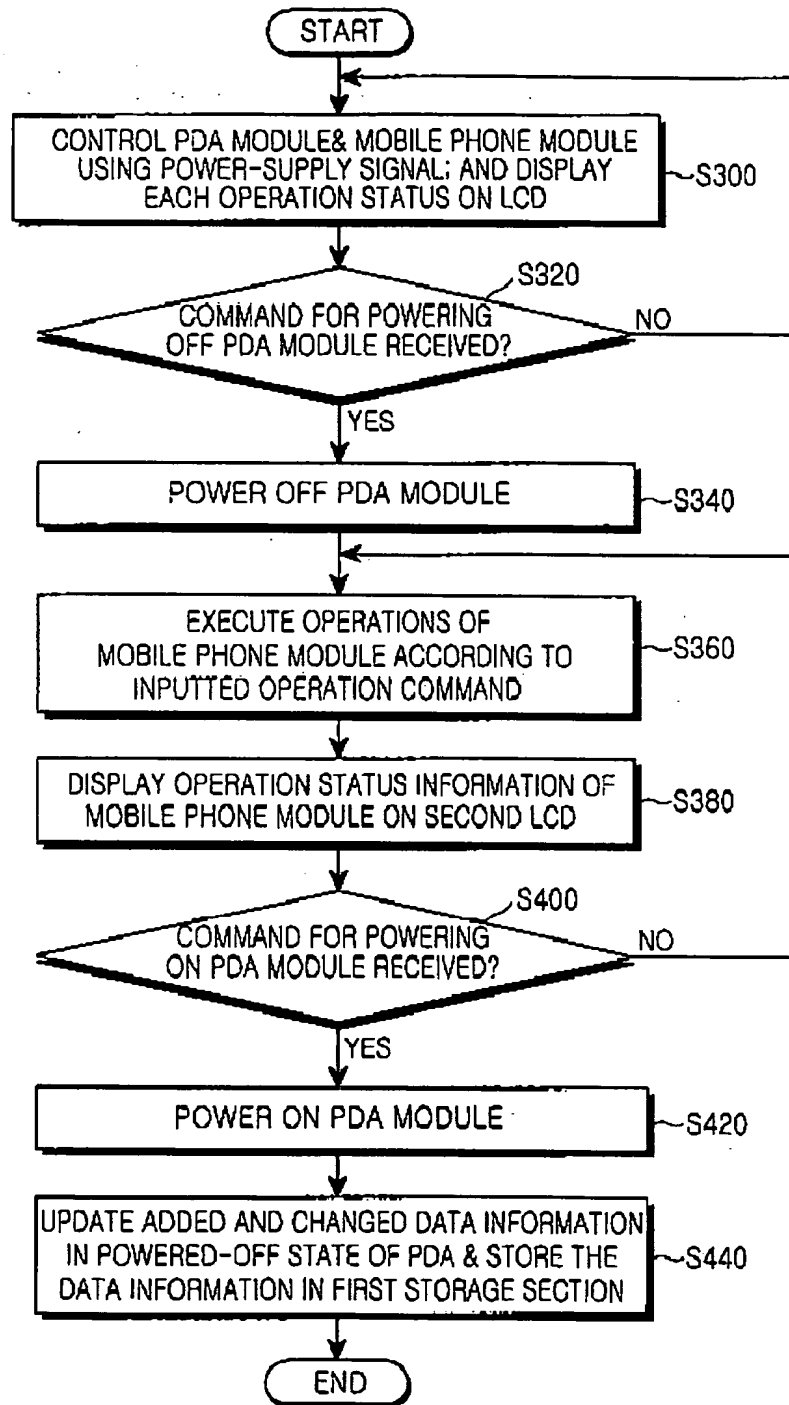 START
CONTROL PDA MODULE& MOBILE PHONE MODULE
USING POWER-SUPPLY SIGNAL; AND DISPLAY
EACH OPERATION STATUS ON LCD
S300
S320
COMMAND FOR POWERING
OFF PDA MODULE RECEIVED?
NO
YES
POWER OFF PDA MODULE
S340
EXECUTE OPERATIONS OF
MOBILE PHONE MODULE ACCORDING TO
INPUTTED OPERATION COMMAND
S360
DISPLAY OPERATION STATUS INFORMATION OF
MOBILE PHONE MODULE ON SECOND LCD
S380
S400
COMMAND FOR POWERING
ON PDA MODULE RECEIVED?
NO
YES
POWER ON PDA MODULE
S420
UPDATE ADDED AND CHANGED DATA INFORMATION
IN POWERED-OFF STATE OF PDA & STORE THE
DATA INFORMATION IN FIRST STORAGE SECTION
S440
END